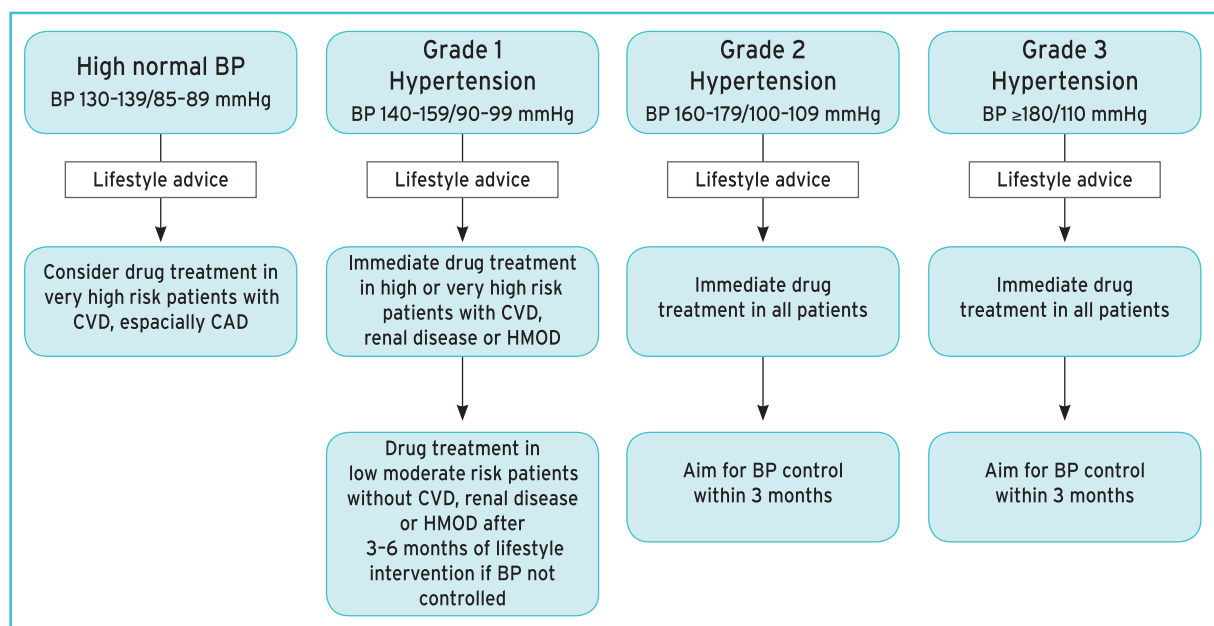 High normal BP
BP 130-139/85-89 mmHg
Lifestyle advice
Consider drug treatment in
very high risk patients with
CVD, espacially CAD
Grade 1
Hypertension
BP 140-159/90-99 mmHg
Lifestyle advice
Immediate drug treatment
in high or very high risk
patients with CVD,
renal disease or HMOD
Drug treatment in
low moderate risk patients
without CVD, renal disease
or HMOD after
3-6 months of lifestyle
intervention if BP not
controlled
Grade 2
Hypertension
BP 160-179/100-109 mmHg
Lifestyle advice
Immediate drug
treatment in all patients
Aim for BP control
within 3 months
Grade 3
Hypertension
BP ≥180/110 mmHg
Lifestyle advice
Immediate drug
treatment in all patients
Aim for BP control
within 3 months